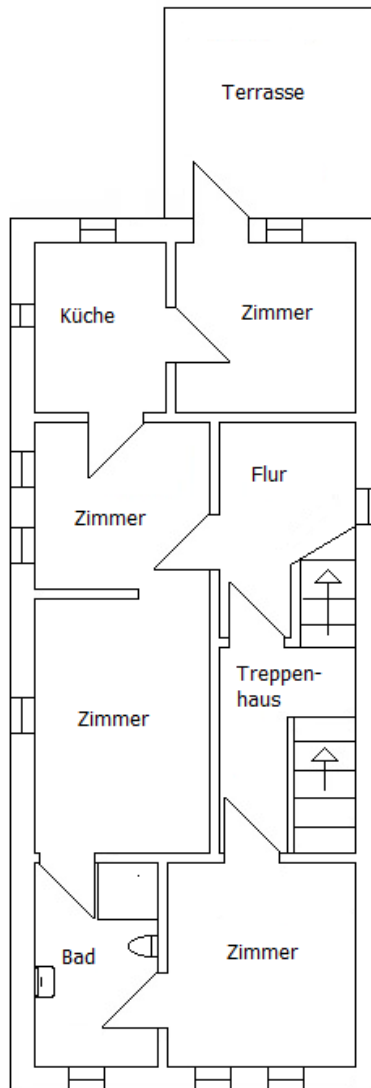 Terrasse
Küche
Zimmer
Flur
Zimmer
Treppen-
haus
Zimmer
Bad
Zimmer